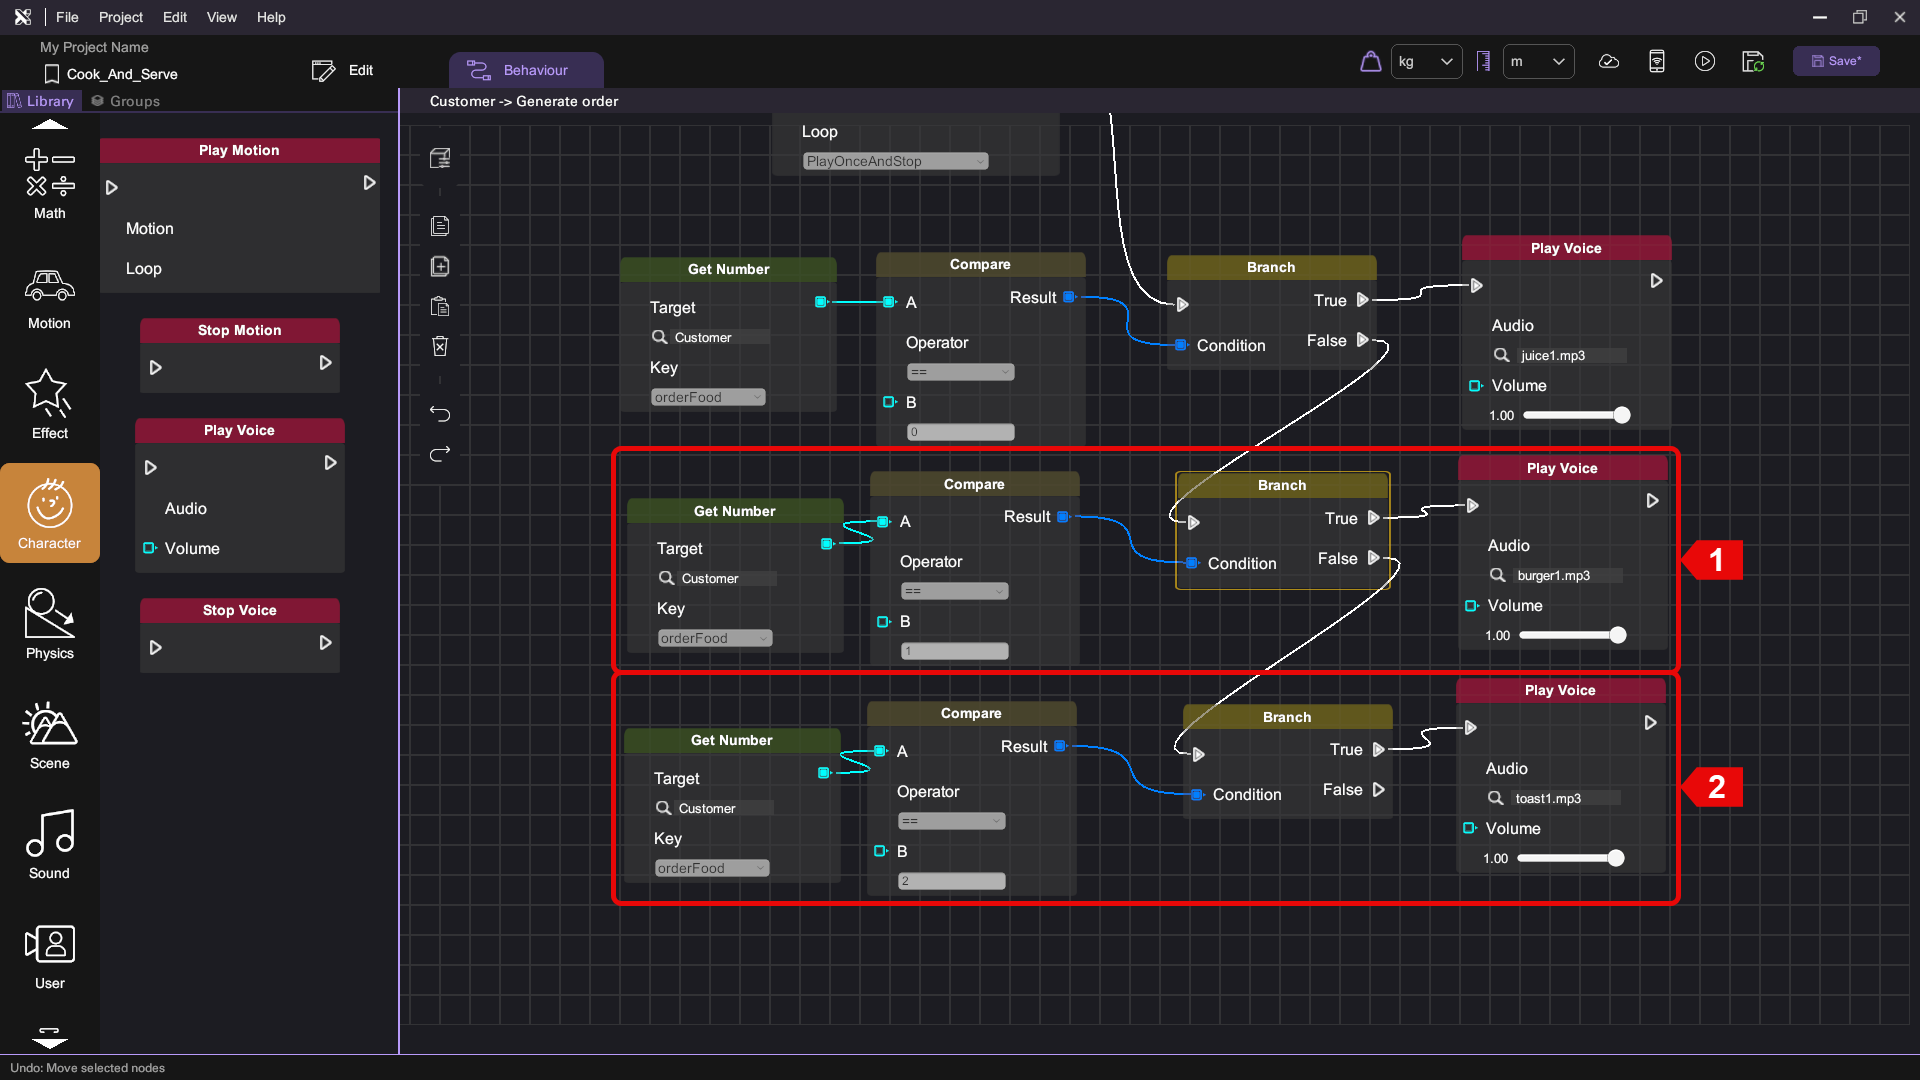 File Project Edit View Help
My Project Name
Cook_And_Serve
Edit
Behaviour
kg
m
Save*
Library
Groups
Customer -> Generate order
Math
Motion
Effect
Character
Physics
Scene
Sound
User
Play Motion
Motion
Loop
Stop Motion
Play Voice
Audio
Volume
Stop Voice
Loop
PlayOnceAndStop
Get Number
Target
Customer
Key
orderFood
Compare
A
Result
Operator
==
B
0
Branch
True
False
Condition
Play Voice
Audio
juice1.mp3
Volume
1.00
Get Number
Target
Customer
Key
orderFood
Compare
A
Result
Operator
==
B
1
Branch
True
False
Condition
Play Voice
Audio
burger1.mp3
Volume
1.00
1
Get Number
Target
Customer
Key
orderFood
Compare
A
Result
Operator
==
B
2
Branch
True
False
Condition
Play Voice
Audio
toast1.mp3
Volume
1.00
2
Undo: Move selected nodes